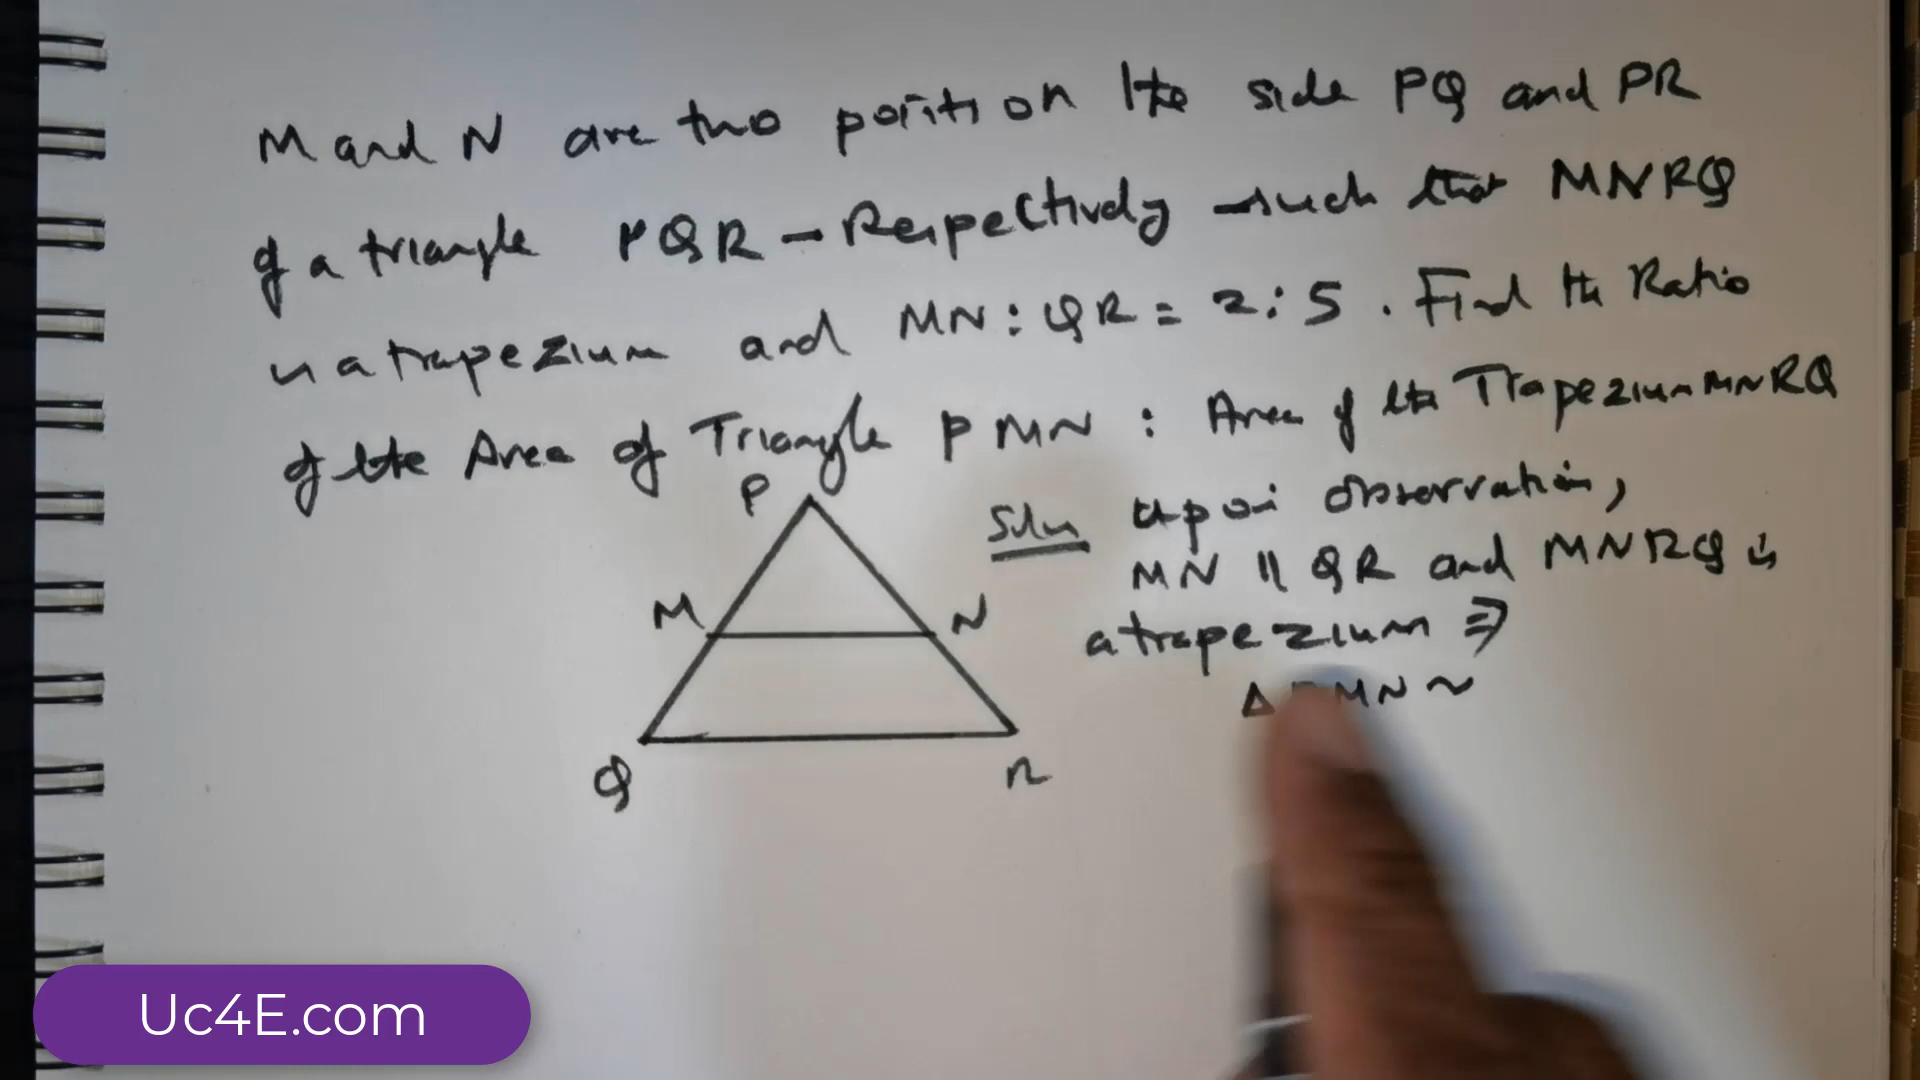 M and N are two points on the side PQ and PR
of a triangle PQR - Respectively such that MNRQ
is a trapezium and MN : QR = 2 : 5 . Find the Ratio
of the Area of Triangle PMN : Area of the Trapezium MNRQ
P
Soln upon observation,
MN || QR and MNRQ is
M N
a trapezium ⇒
Δ PMN ~
Q R
Uc4E.com